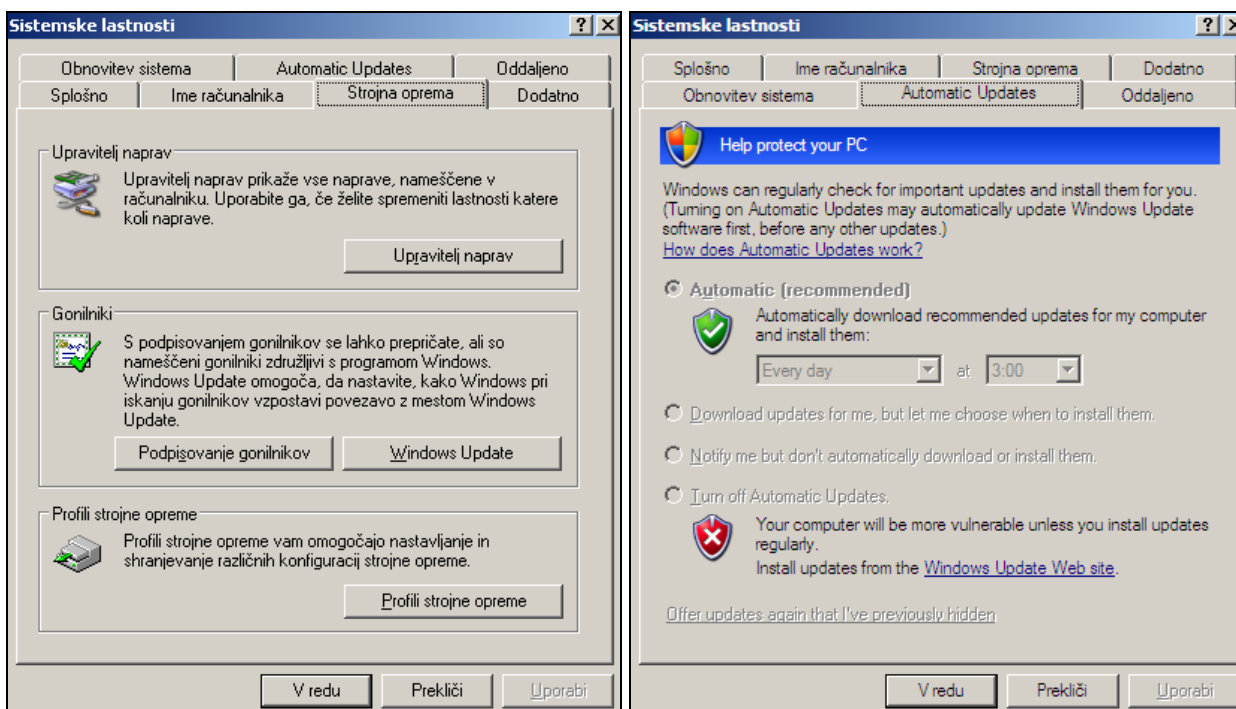 Sistemske lastnosti
Obnovitev sistema
Automatic Updates
Oddaljeno
Splošno
Ime računalnika
Strojna oprema
Dodatno
Upravitelj naprav
Upravitelj naprav prikaže vse naprave, nameščene v
računalniku. Uporabite ga, če želite spremeniti lastnosti katere
koli naprave.
Upravitelj naprav
Gonilniki
S podpisovanjem gonilnikov se lahko prepričate, ali so
nameščeni gonilniki združljivi s programom Windows.
Windows Update omogoča, da nastavite, kako Windows pri
iskanju gonilnikov vzpostavi povezavo z mestom Windows
Update.
Podpisovanje gonilnikov
Windows Update
Profili strojne opreme
Profili strojne opreme vam omogočajo nastavljanje in
shranjevanje različnih konfiguracij strojne opreme.
Profili strojne opreme
V redu
Prekliči
Uporabi
Sistemske lastnosti
Splošno
Ime računalnika
Strojna oprema
Dodatno
Obnovitev sistema
Automatic Updates
Oddaljeno
Help protect your PC
Windows can regularly check for important updates and install them for you.
(Turning on Automatic Updates may automatically update Windows Update
software first, before any other updates.)
How does Automatic Updates work?
Automatic (recommended)
Automatically download recommended updates for my computer
and install them:
Every day
at
3:00
Download updates for me, but let me choose when to install them.
Notify me but don't automatically download or install them.
Turn off Automatic Updates.
Your computer will be more vulnerable unless you install updates
regularly.
Install updates from the Windows Update Web site.
Offer updates again that I've previously hidden
V redu
Prekliči
Uporabi